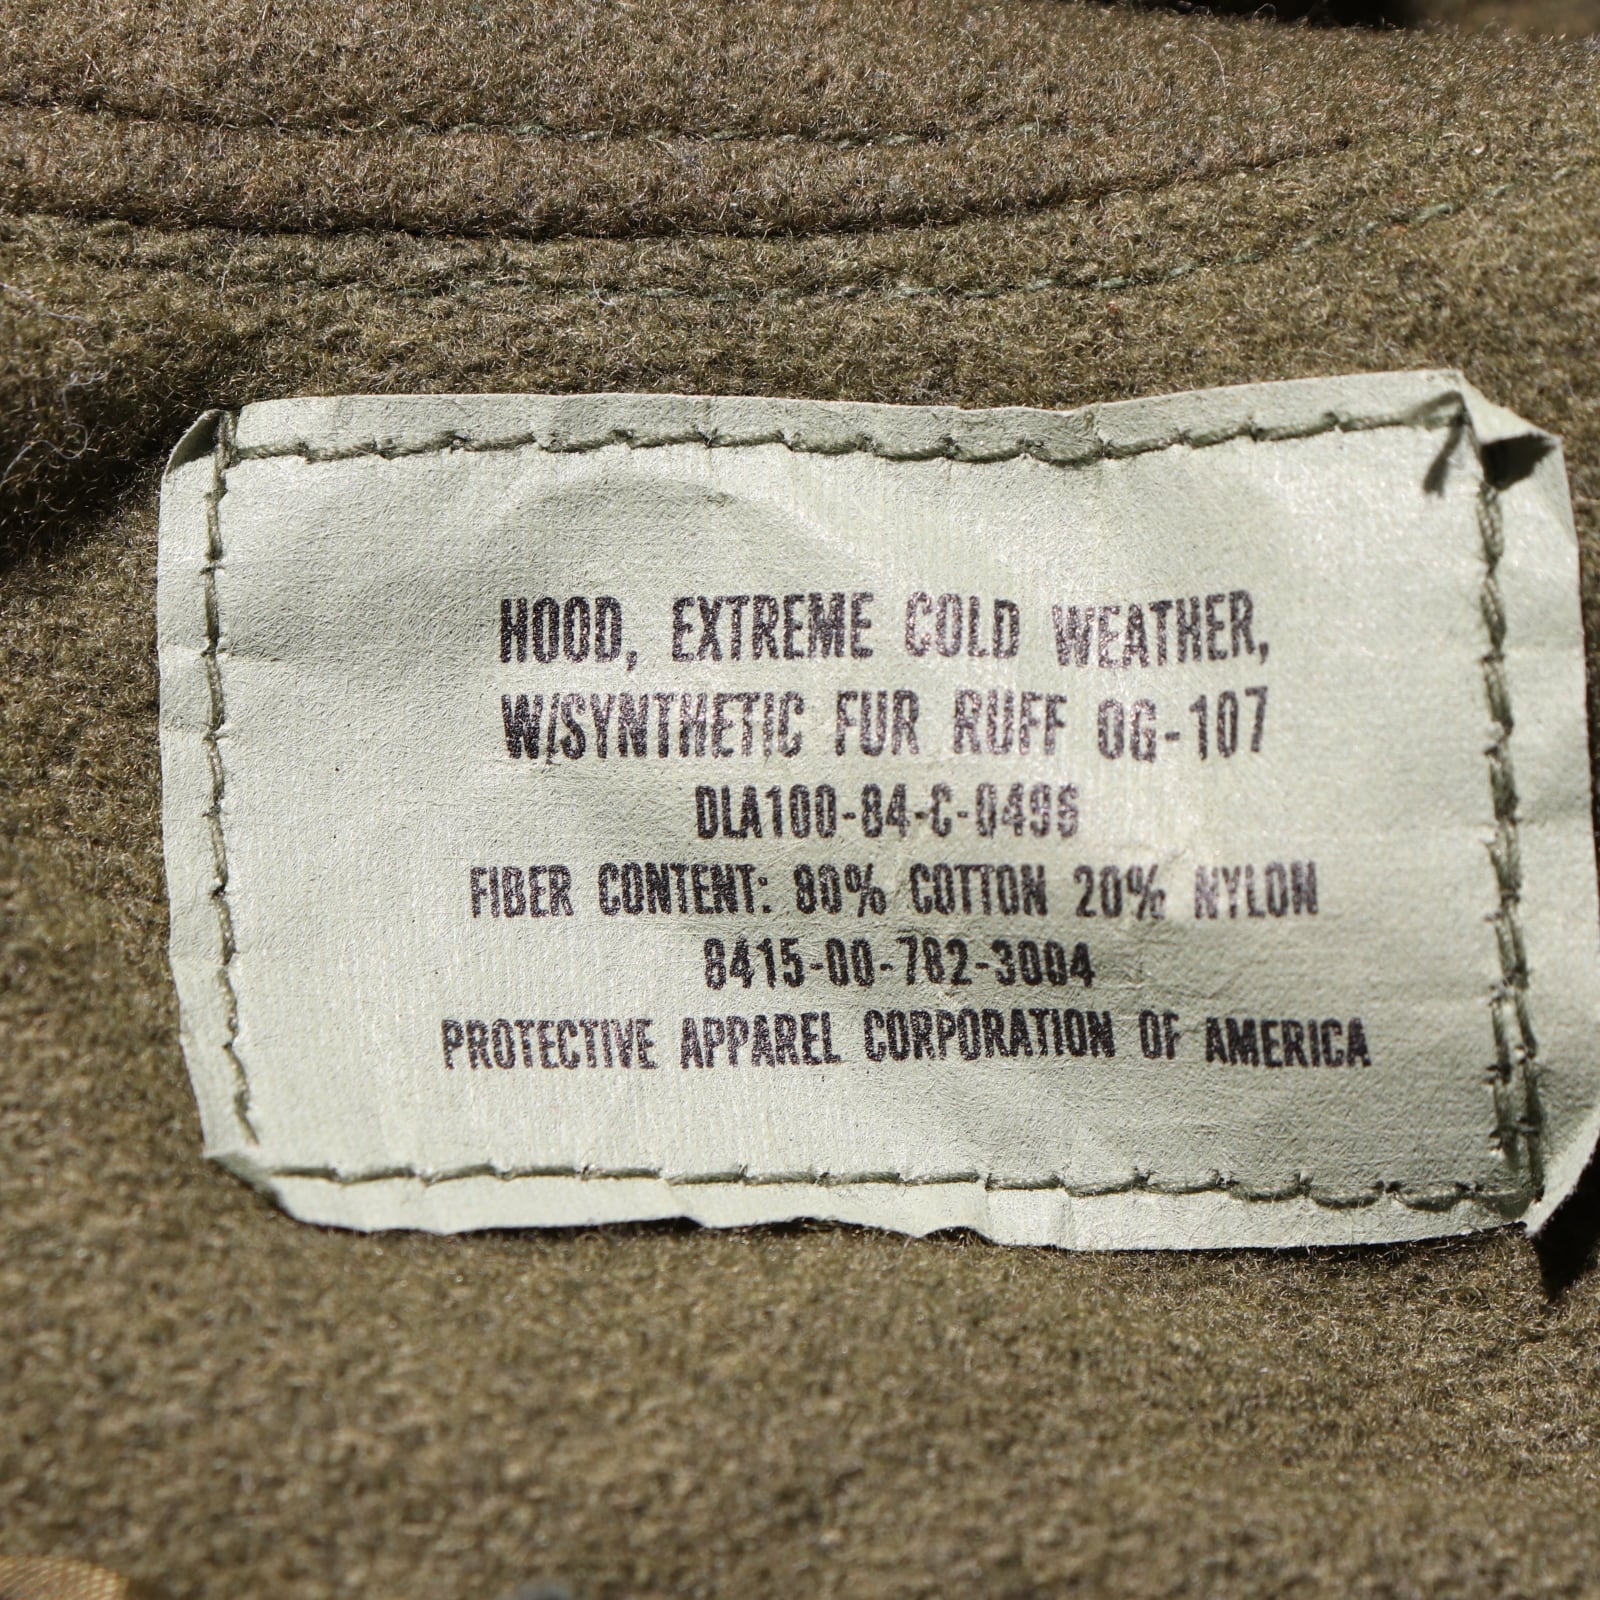 HOOD, EXTREME COLD WEATHER,
W/SYNTHETIC FUR RUFF OG-107
DLA100-84-C-0496
FIBER CONTENT: 80% COTTON 20% NYLON
8415-00-782-3004
PROTECTIVE APPAREL CORPORATION OF AMERICA